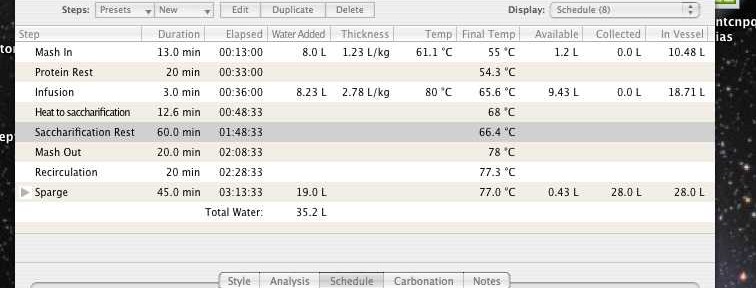 Steps: Presets New Edit Duplicate Delete Display: Schedule (8)
Step Duration Elapsed Water Added Thickness Temp Final Temp Available Collected In Vessel
Mash In 13.0 min 00:13:00 8.0 L 1.23 L/kg 61.1 °C 55 °C 1.2 L 0.0 L 10.48 L
Protein Rest 20 min 00:33:00 54.3 °C
Infusion 3.0 min 00:36:00 8.23 L 2.78 L/kg 80 °C 65.6 °C 9.43 L 0.0 L 18.71 L
Heat to saccharification 12.6 min 00:48:33 68 °C
Saccharification Rest 60.0 min 01:48:33 66.4 °C
Mash Out 20.0 min 02:08:33 78 °C
Recirculation 20 min 02:28:33 77.3 °C
Sparge 45.0 min 03:13:33 19.0 L 77.0 °C 0.43 L 28.0 L 28.0 L
Total Water: 35.2 L
Style Analysis Schedule Carbonation Notes
ntcnpq
ias